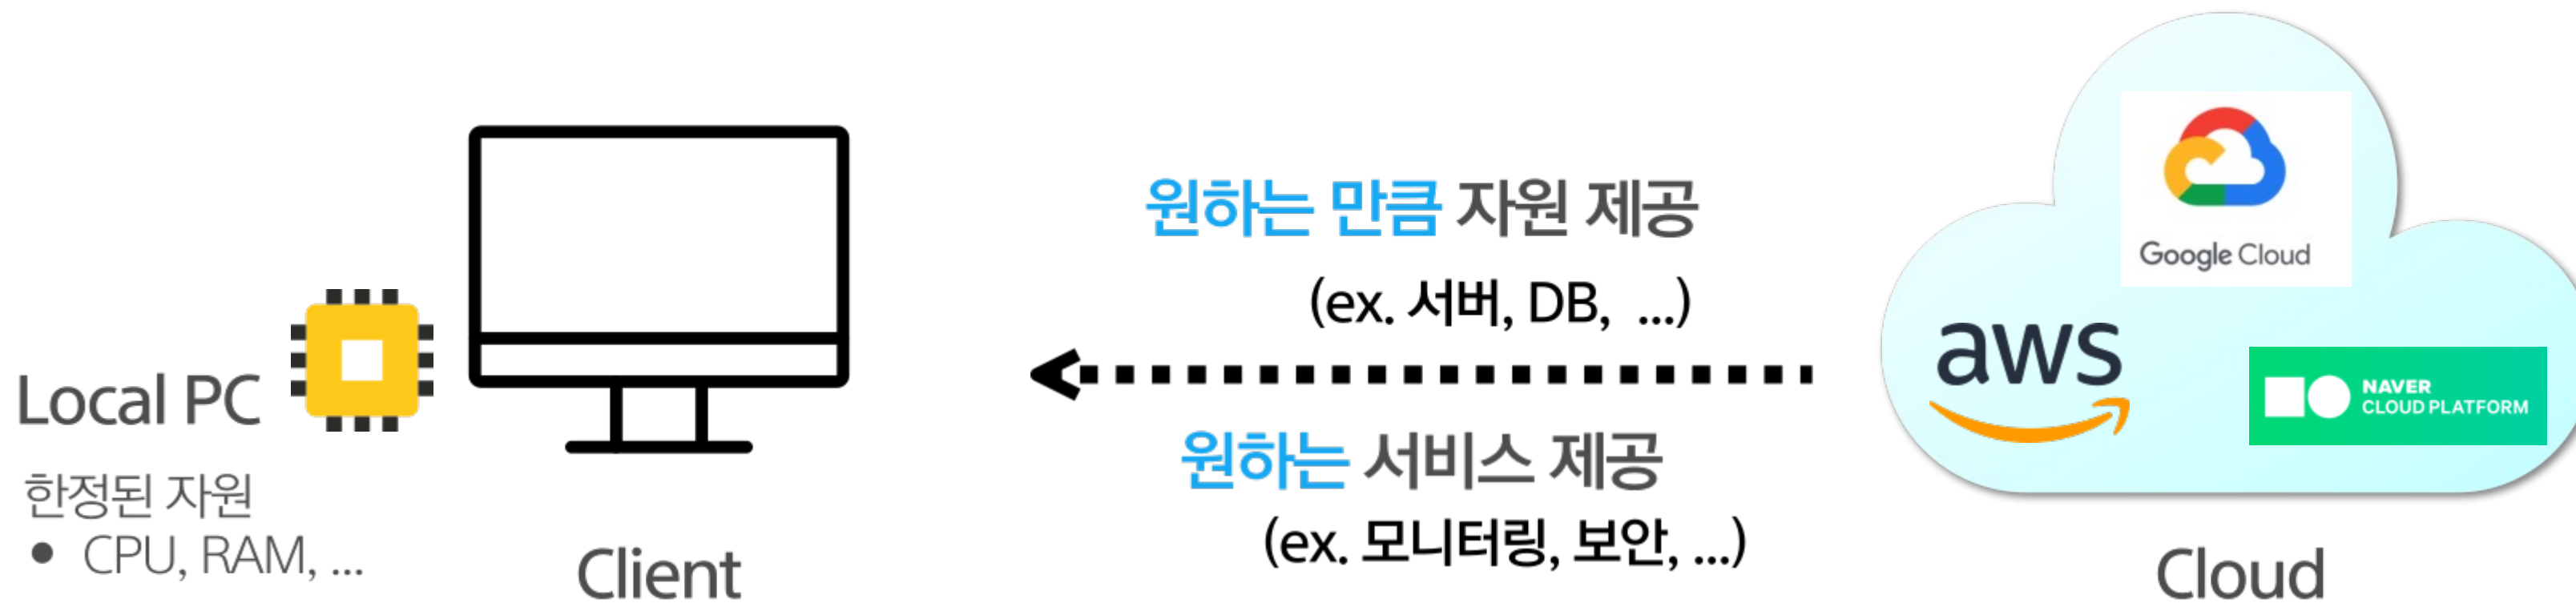 Local PC
한정된 자원
● CPU, RAM, ...
Client
원하는 만큼 자원 제공
(ex. 서버, DB, ...)
원하는 서비스 제공
(ex. 모니터링, 보안, ...)
Google Cloud
aws
NAVER
CLOUD PLATFORM
Cloud